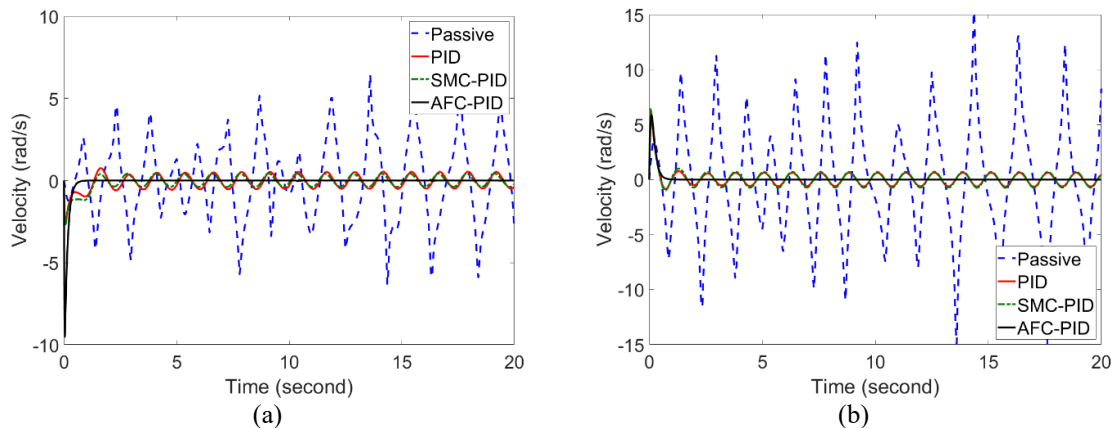 10
5
0
-5
-10
Velocity (rad/s)
0 5 10 15 20
Time (second)
Passive
PID
SMC-PID
AFC-PID
(a)
15
10
5
0
-5
-10
-15
Velocity (rad/s)
0 5 10 15 20
Time (second)
Passive
PID
SMC-PID
AFC-PID
(b)